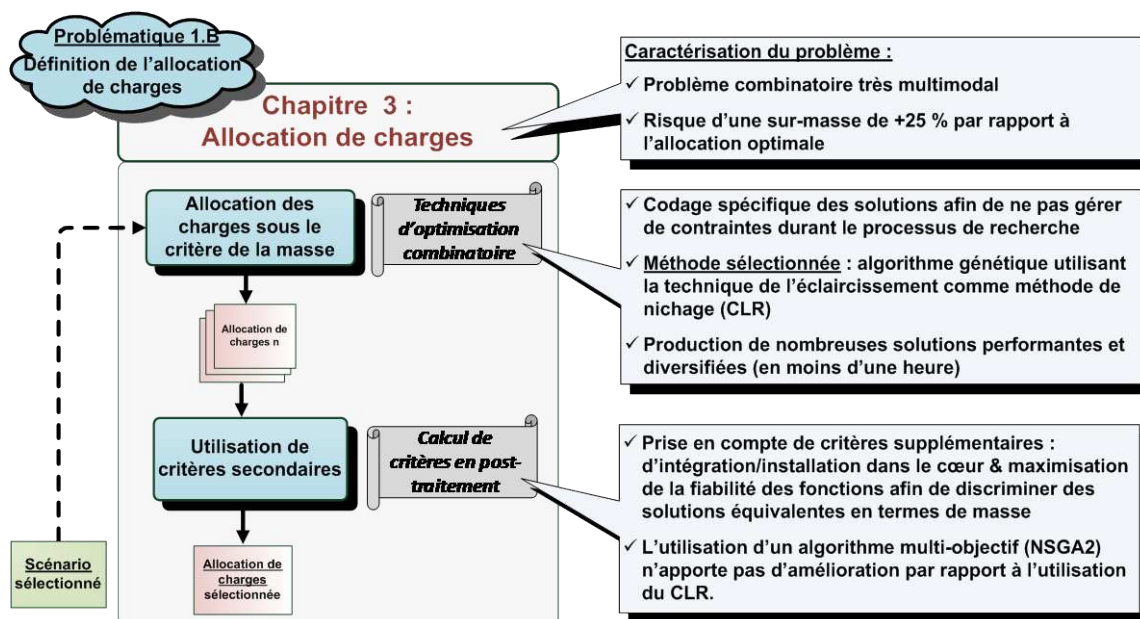 Problématique 1.B
Définition de l'allocation
de charges
Chapitre 3 :
Allocation de charges
Caractérisation du problème :
✓ Problème combinatoire très multimodal
✓ Risque d'une sur-masse de +25 % par rapport à
l'allocation optimale
Allocation des
charges sous le
critère de la masse
Techniques
d'optimisation
combinatoire
✓ Codage spécifique des solutions afin de ne pas gérer
de contraintes durant le processus de recherche
✓ Méthode sélectionnée : algorithme génétique utilisant
la technique de l'éclaircissement comme méthode de
nichage (CLR)
✓ Production de nombreuses solutions performantes et
diversifiées (en moins d'une heure)
Allocation de
charges n
Utilisation de
critères secondaires
Calcul de
critères en post-
traitement
✓ Prise en compte de critères supplémentaires :
d'intégration/installation dans le cœur & maximisation
de la fiabilité des fonctions afin de discriminer des
solutions équivalentes en termes de masse
✓ L'utilisation d'un algorithme multi-objectif (NSGA2)
n'apporte pas d'amélioration par rapport à l'utilisation
du CLR.
Scénario
sélectionné
Allocation de
charges
sélectionnée